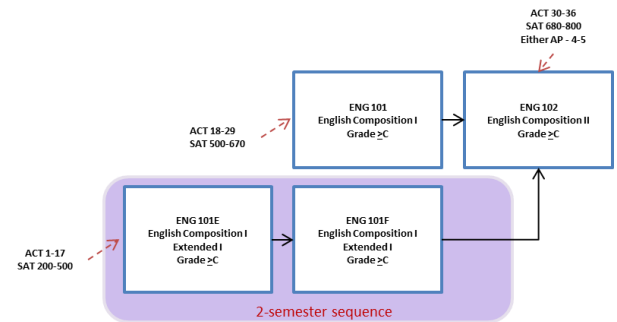 ACT 30-36
SAT 680-800
Either AP - 4-5
ENG 101
English Composition I
Grade >C
ENG 102
English Composition II
Grade >C
ACT 18-29
SAT 500-670
ENG 101E
English Composition I
Extended I
Grade >C
ENG 101F
English Composition I
Extended I
Grade >C
ACT 1-17
SAT 200-500
2-semester sequence